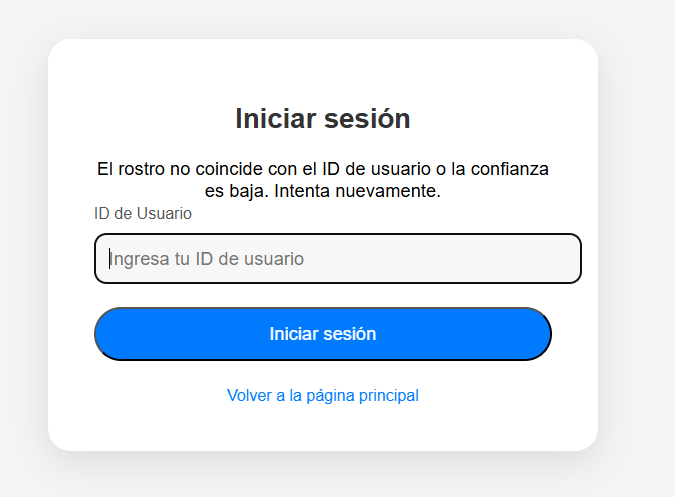 Iniciar sesión
El rostro no coincide con el ID de usuario o la confianza
es baja. Intenta nuevamente.
ID de Usuario
Ingresa tu ID de usuario
Iniciar sesión
Volver a la página principal